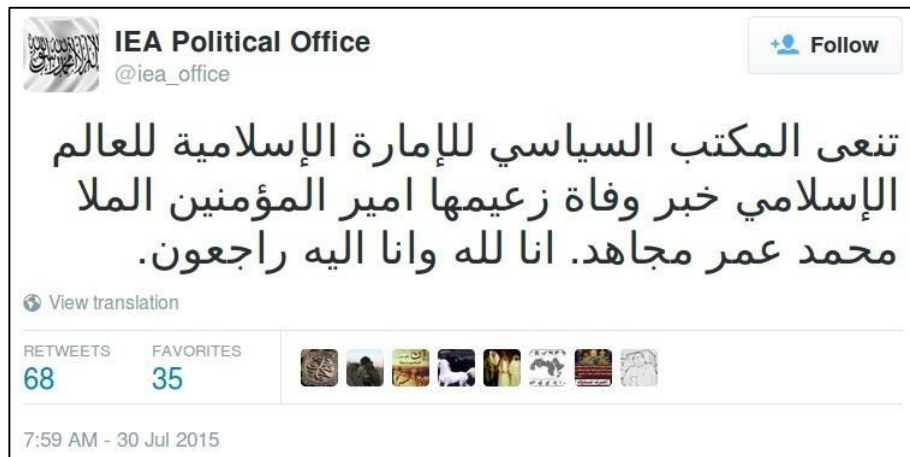 IEA Political Office
@iea_office
Follow
تنعى المكتب السياسي للإمارة الإسلامية للعالم
الإسلامي خبر وفاة زعيمها امير المؤمنين الملا
محمد عمر مجاهد. انا لله وانا اليه راجعون.
View translation
RETWEETS FAVORITES
68 35
7:59 AM - 30 Jul 2015